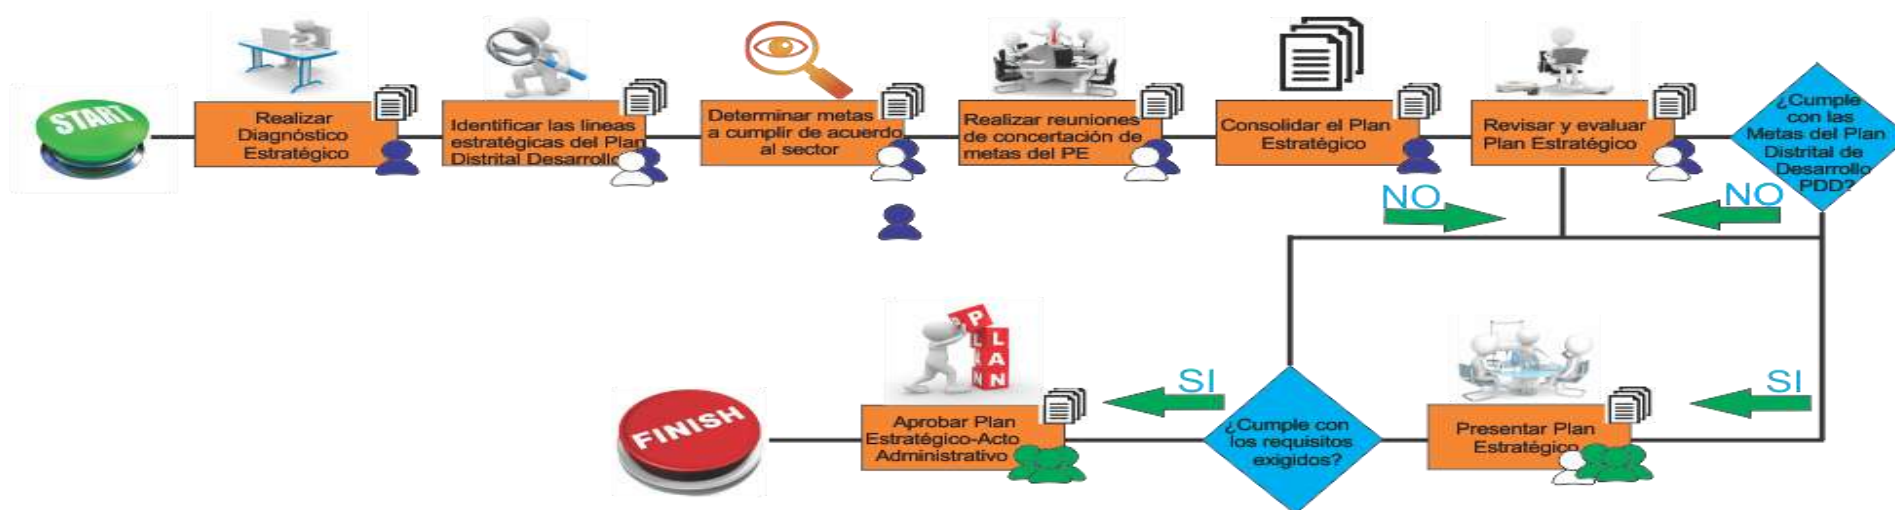 START
Realizar
Diagnóstico
Estratégico
Identificar las líneas
estratégicas del Plan
Distrital Desarrollo
Determinar metas
a cumplir de acuerdo
al sector
Realizar reuniones
de concertación de
metas del PE
Consolidar el Plan
Estratégico
Revisar y evaluar
Plan Estratégico
¿Cumple
con las
Metas del Plan
Distrital de
Desarrollo
PDD?
NO
NO
SI
Presentar Plan
Estratégico
¿Cumple con
los requisitos
exigidos?
SI
PLAN
PLAN
Aprobar Plan
Estratégico-Acto
Administrativo
FINISH